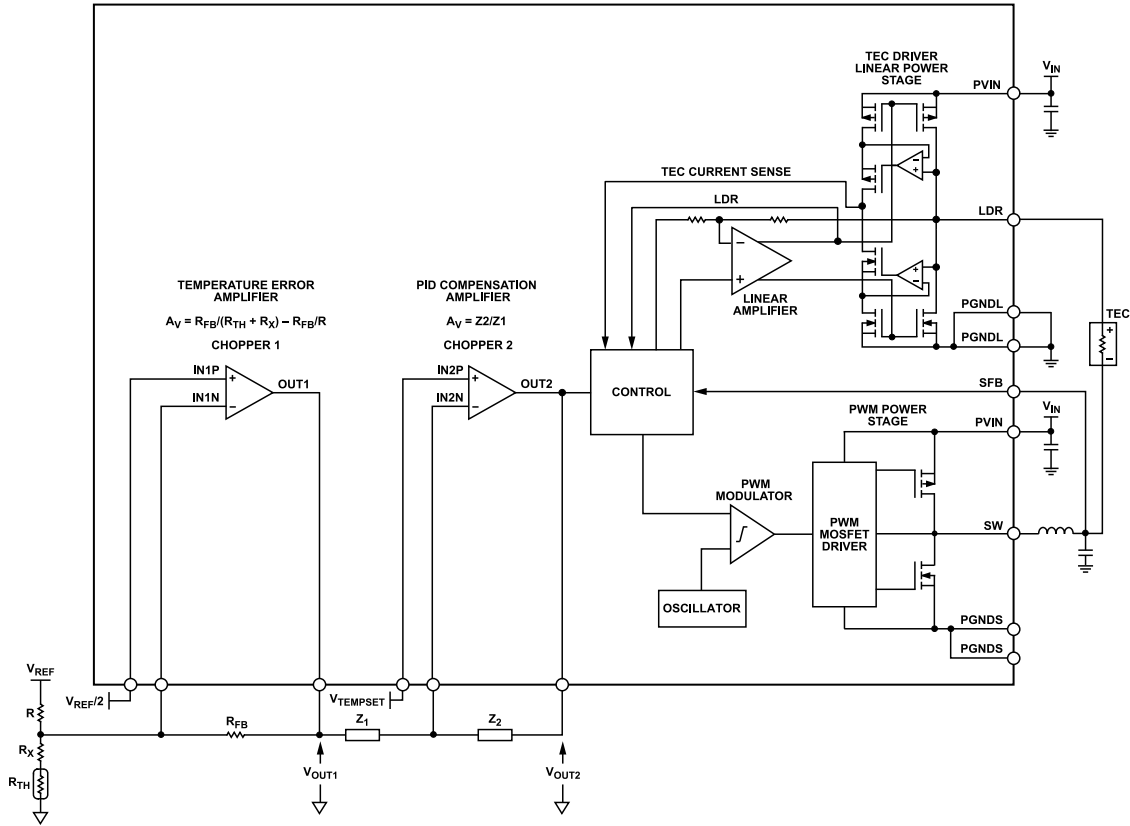 TEC DRIVER
LINEAR POWER
STAGE
PVIN
VIN
TEC CURRENT SENSE
LDR
LDR
−
+
−
+
LINEAR
AMPLIFIER
−
+
PGNDL
PGNDL
TEC
+
−
TEMPERATURE ERROR
AMPLIFIER
AV = RFB/(RTH + RX) – RFB/R
CHOPPER 1
PID COMPENSATION
AMPLIFIER
AV = Z2/Z1
CHOPPER 2
IN1P
+
IN1N
−
OUT1
IN2P
+
IN2N
−
OUT2
CONTROL
SFB
PWM POWER
STAGE
PVIN
VIN
PWM
MODULATOR
PWM
MOSFET
DRIVER
SW
OSCILLATOR
PGNDS
PGNDS
VREF
VREF/2
VTEMPSET
R
RFB
Z1
Z2
RX
RTH
VOUT1
VOUT2